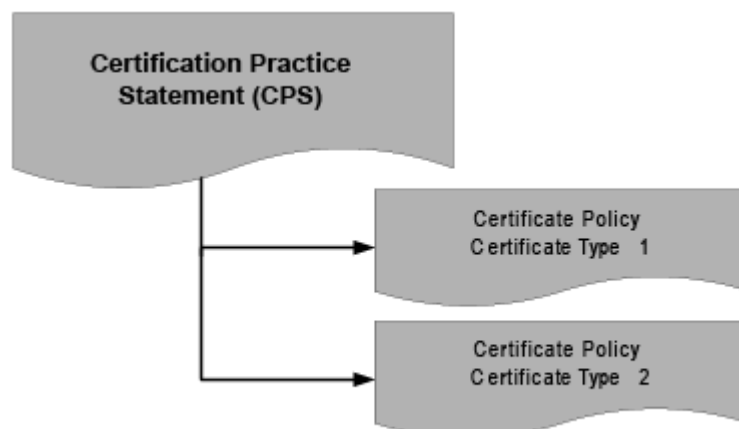 Certification Practice
Statement (CPS)
Certificate Policy
Certificate Type 1
Certificate Policy
Certificate Type 2